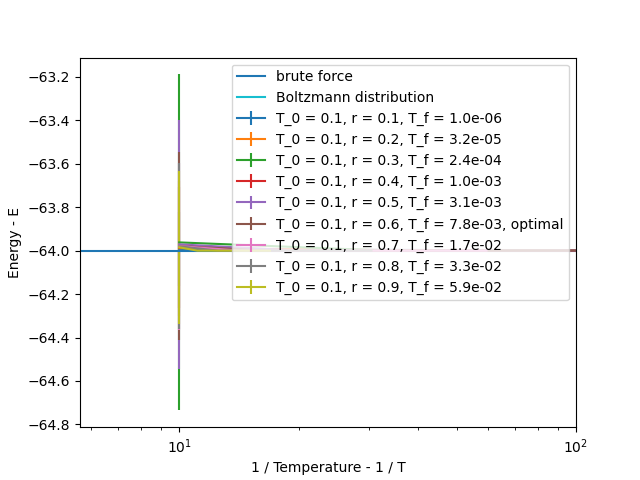 −63.2
−63.4
−63.6
−63.8
−64.0
−64.2
−64.4
−64.6
−64.8
Energy - E
brute force
Boltzmann distribution
T_0 = 0.1, r = 0.1, T_f = 1.0e-06
T_0 = 0.1, r = 0.2, T_f = 3.2e-05
T_0 = 0.1, r = 0.3, T_f = 2.4e-04
T_0 = 0.1, r = 0.4, T_f = 1.0e-03
T_0 = 0.1, r = 0.5, T_f = 3.1e-03
T_0 = 0.1, r = 0.6, T_f = 7.8e-03, optimal
T_0 = 0.1, r = 0.7, T_f = 1.7e-02
T_0 = 0.1, r = 0.8, T_f = 3.3e-02
T_0 = 0.1, r = 0.9, T_f = 5.9e-02
10¹ 10²
1 / Temperature - 1 / T